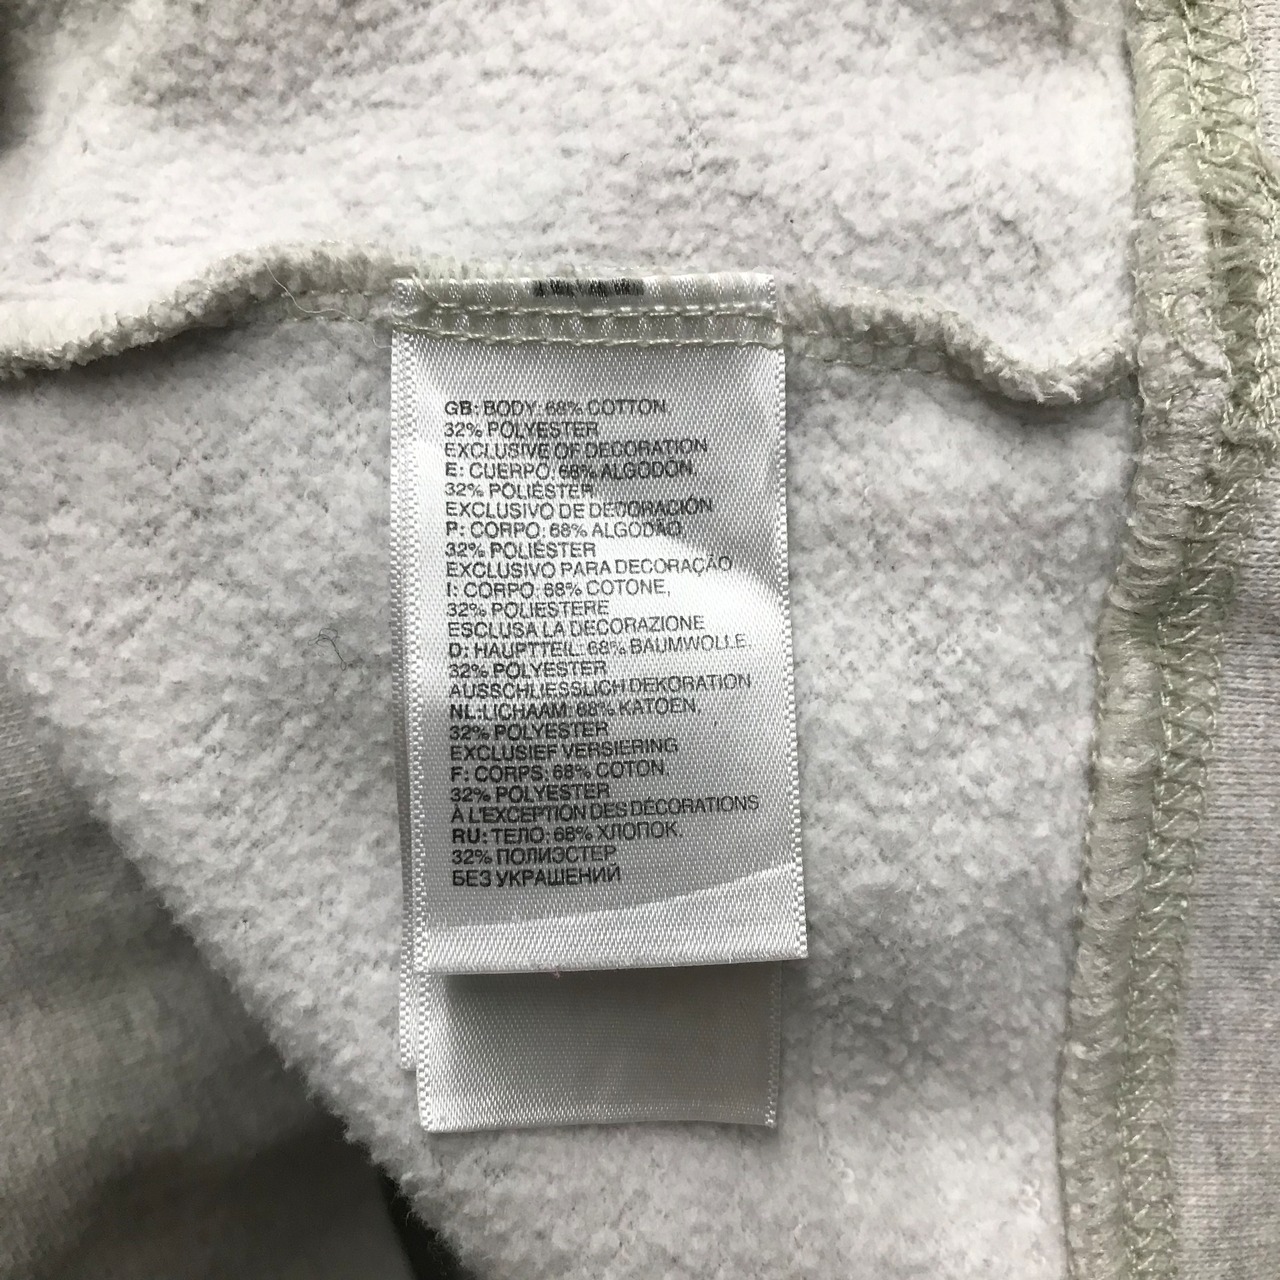 GB: BODY: 68% COTTON,
32% POLYESTER
EXCLUSIVE OF DECORATION
E: CUERPO: 68% ALGODON,
32% POLIÉSTER,
EXCLUSIVO DE DECORACIÓN
P: CORPO: 68% ALGODÃO,
32% POLIÉSTER
EXCLUSIVO PARA DECORAÇÃO
I: CORPO: 68% COTONE,
32% POLIESTERE
ESCLUSA LA DECORAZIONE
D: HAUPTTEIL: 68% BAUMWOLLE,
32% POLYESTER
AUSSCHLIESSLICH DEKORATION
NL:LICHAAM: 68% KATOEN,
32% POLYESTER
EXCLUSIEF VERSIERING
F: CORPS: 68% COTON,
32% POLYESTER
À L'EXCEPTION DES DÉCORATIONS
RU: ТЕЛО: 68% ХЛОПОК,
32% ПОЛИЭСТЕР
БЕЗ УКРАШЕНИЙ